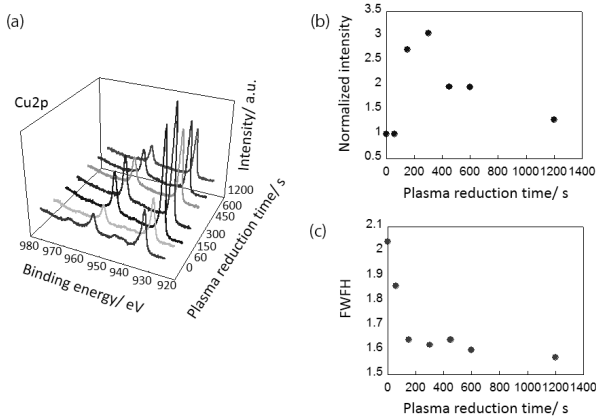 (a)
Cu2p
Intensity/ a.u.
1200
600
450
300
150
60
0
Plasma reduction time/ s
980
970
960
950
940
930
920
Binding energy/ eV
(b)
Normalized intensity
3.5
3
2.5
2
1.5
1
0.5
0 200 400 600 800 1000 1200 1400
Plasma reduction time/ s
(c)
FWFH
2.1
2
1.9
1.8
1.7
1.6
1.5
0 200 400 600 800 1000 1200 1400
Plasma reduction time/ s